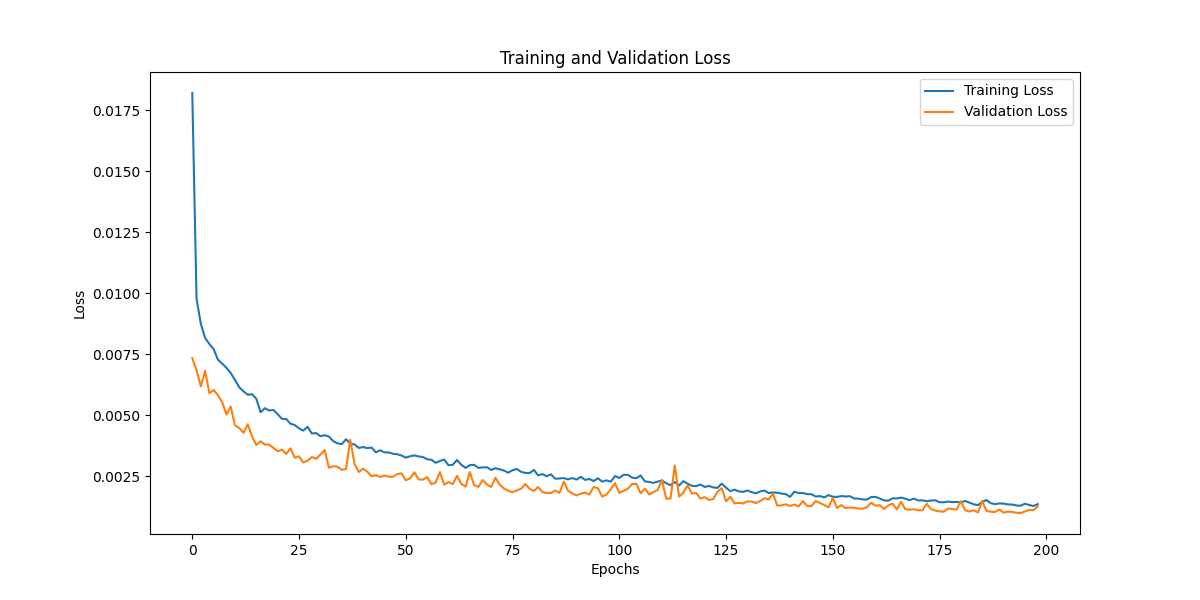 Training and Validation Loss
Training Loss
Validation Loss
0.0175
0.0150
0.0125
0.0100
0.0075
0.0050
0.0025
Loss
0 25 50 75 100 125 150 175 200
Epochs